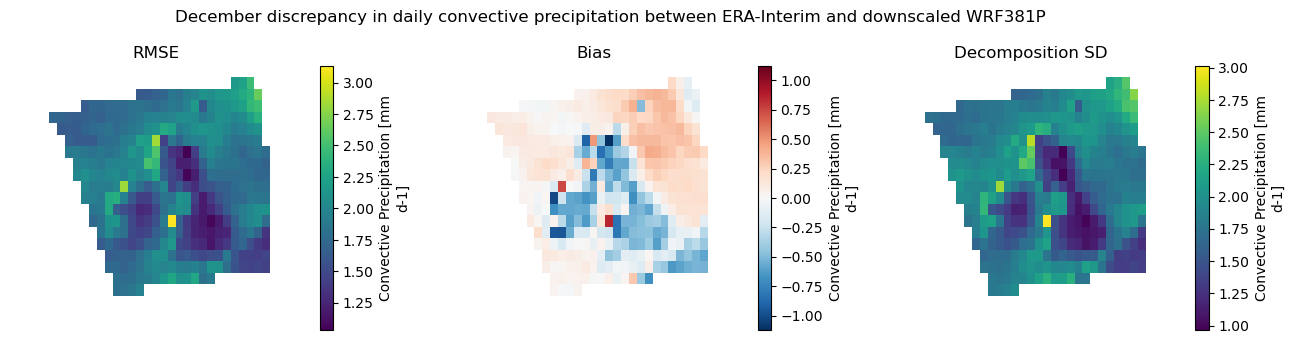 December discrepancy in daily convective precipitation between ERA-Interim and downscaled WRF381P
RMSE
3.00
2.75
2.50
2.25
2.00
1.75
1.50
1.25
Convective Precipitation [mm
d-1]
Bias
1.00
0.75
0.50
0.25
0.00
−0.25
−0.50
−0.75
−1.00
Convective Precipitation [mm
d-1]
Decomposition SD
3.00
2.75
2.50
2.25
2.00
1.75
1.50
1.25
1.00
Convective Precipitation [mm
d-1]